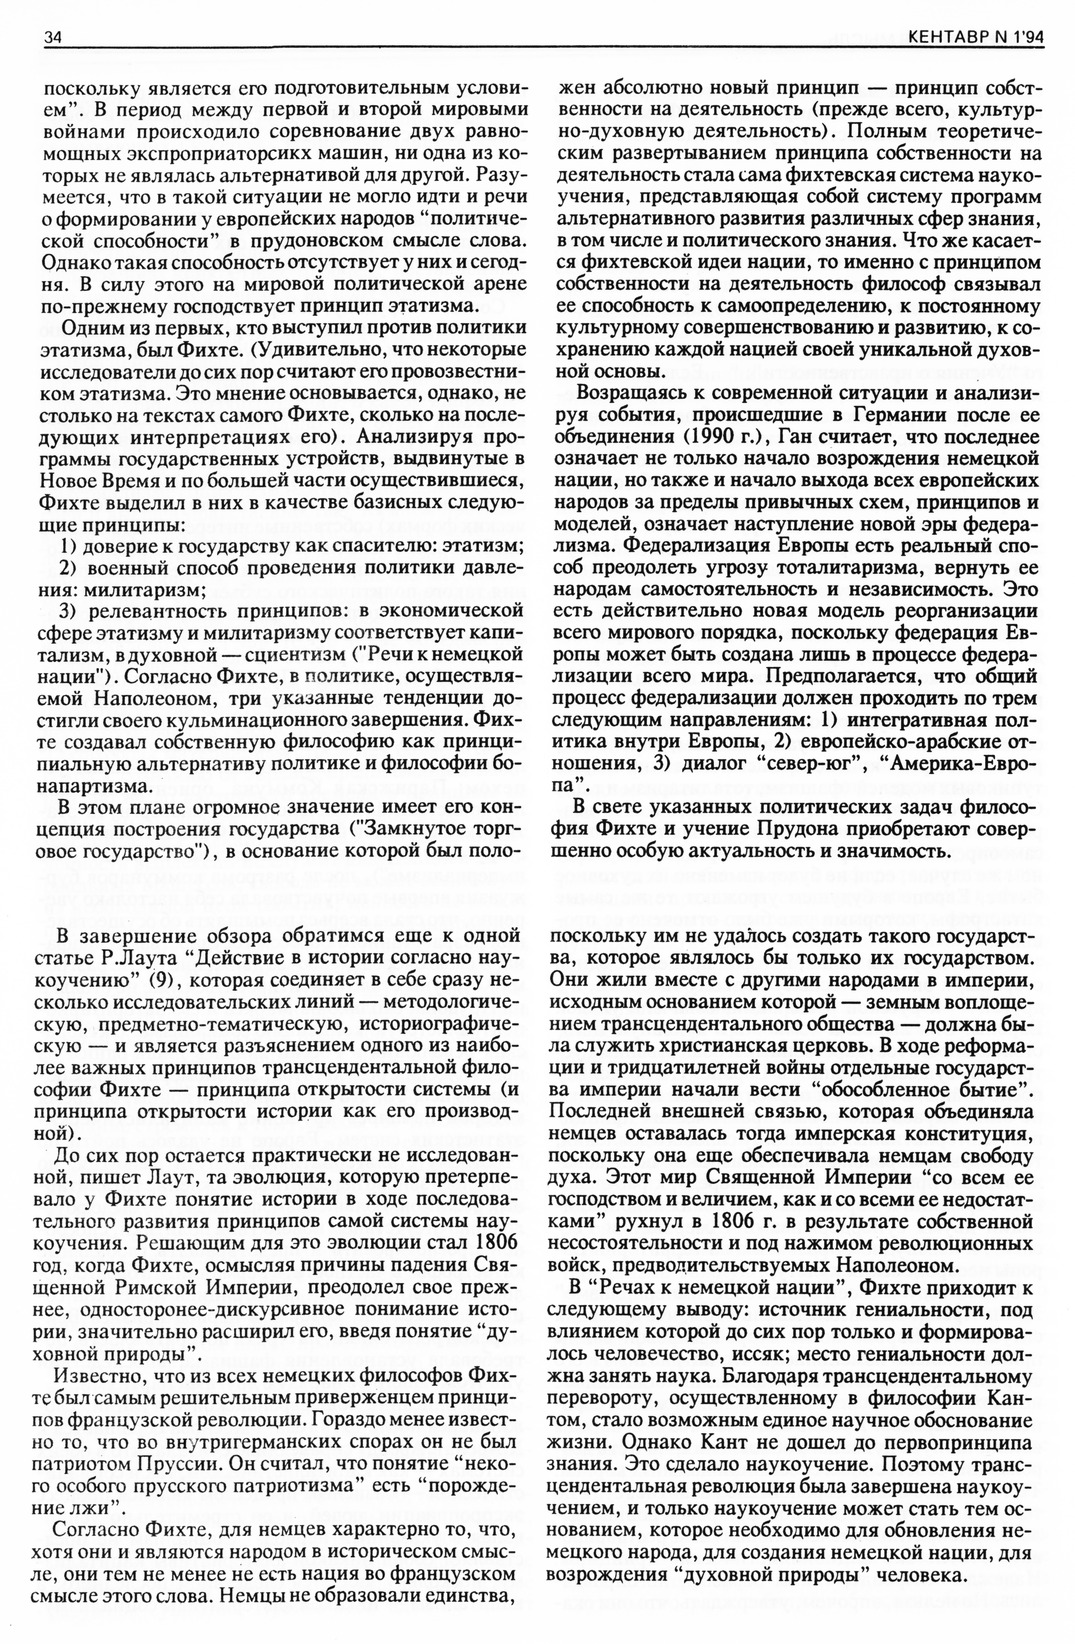 34
КЕНТАВР N 1'94
поскольку является его подготовительным услови-
ем”. В период между первой и второй мировыми
войнами происходило соревнование двух равно-
мощных экспроприаторсикх машин, ни одна из ко-
торых не являлась альтернативой для другой. Разу-
меется, что в такой ситуации не могло идти и речи
о формировании у европейских народов “политиче-
ской способности” в прудоновском смысле слова.
Однако такая способность отсутствует у них и сегод-
ня. В силу этого на мировой политической арене
по-прежнему господствует принцип этатизма.
Одним из первых, кто выступил против политики
этатизма, был Фихте. (Удивительно, что некоторые
исследователи до сих пор считают его провозвестни-
ком этатизма. Это мнение основывается, однако, не
столько на текстах самого Фихте, сколько на после-
дующих интерпретациях его). Анализируя про-
граммы государственных устройств, выдвинутые в
Новое Время и по большей части осуществившиеся,
Фихте выделил в них в качестве базисных следую-
щие принципы:
1) доверие к государству как спасителю: этатизм;
2) военный способ проведения политики давле-
ния: милитаризм;
3) релевантность принципов: в экономической
сфере этатизму и милитаризму соответствует капи-
тализм, в духовной — сциентизм ("Речи к немецкой
нации"). Согласно Фихте, в политике, осуществля-
емой Наполеоном, три указанные тенденции до-
стигли своего кульминационного завершения. Фих-
те создавал собственную философию как принци-
пиальную альтернативу политике и философии бо-
напартизма.
В этом плане огромное значение имеет его кон-
цепция построения государства ("Замкнутое торг-
овое государство"), в основание которой был поло-
жен абсолютно новый принцип — принцип собст-
венности на деятельность (прежде всего, культур-
но-духовную деятельность). Полным теоретиче-
ским развертыванием принципа собственности на
деятельность стала сама фихтевская система науко-
учения, представляющая собой систему программ
альтернативного развития различных сфер знания,
в том числе и политического знания. Что же касает-
ся фихтевской идеи нации, то именно с принципом
собственности на деятельность философ связывал
ее способность к самоопределению, к постоянному
культурному совершенствованию и развитию, к со-
хранению каждой нацией своей уникальной духов-
ной основы.
Возращаясь к современной ситуации и анализи-
руя события, происшедшие в Германии после ее
объединения (1990 г.), Ган считает, что последнее
означает не только начало возрождения немецкой
нации, но также и начало выхода всех европейских
народов за пределы привычных схем, принципов и
моделей, означает наступление новой эры федера-
лизма. Федерализация Европы есть реальный спо-
соб преодолеть угрозу тоталитаризма, вернуть ее
народам самостоятельность и независимость. Это
есть действительно новая модель реорганизации
всего мирового порядка, поскольку федерация Ев-
ропы может быть создана лишь в процессе федера-
лизации всего мира. Предполагается, что общий
процесс федерализации должен проходить по трем
следующим направлениям: 1) интегративная пол-
итика внутри Европы, 2) европейско-арабские от-
ношения, 3) диалог “север-юг”, “Америка-Евро-
па”.
В свете указанных политических задач филосо-
фия Фихте и учение Прудона приобретают совер-
шенно особую актуальность и значимость.
В завершение обзора обратимся еще к одной
статье Р.Лаута “Действие в истории согласно нау-
коучению” (9), которая соединяет в себе сразу не-
сколько исследовательских линий — методологиче-
скую, предметно-тематическую, историографиче-
скую — и является разъяснением одного из наибо-
лее важных принципов трансцендентальной фило-
софии Фихте — принципа открытости системы (и
принципа открытости истории как его производ-
ной).
До сих пор остается практически не исследован-
ной, пишет Лаут, та эволюция, которую претерпе-
вало у Фихте понятие истории в ходе последова-
тельного развития принципов самой системы нау-
коучения. Решающим для это эволюции стал 1806
год, когда Фихте, осмысляя причины падения Свя-
щенной Римской Империи, преодолел свое преж-
нее, односторонее-дискурсивное понимание исто-
рии, значительно расширил его, введя понятие “ду-
ховной природы”.
Известно, что из всех немецких философов Фих-
те был самым решительным приверженцем принци-
пов французской революции. Гораздо менее извест-
но то, что во внутригерманских спорах он не был
патриотом Пруссии. Он считал, что понятие “неко-
го особого прусского патриотизма” есть “порожде-
ние лжи”.
Согласно Фихте, для немцев характерно то, что,
хотя они и являются народом в историческом смыс-
ле, они тем не менее не есть нация во французском
смысле этого слова. Немцы не образовали единства,
поскольку им не удалось создать такого государст-
ва, которое являлось бы только их государством.
Они жили вместе с другими народами в империи,
исходным основанием которой — земным воплоще-
нием трансцендентального общества — должна бы-
ла служить христианская церковь. В ходе реформа-
ции и тридцатилетней войны отдельные государст-
ва империи начали вести “обособленное бытие”.
Последней внешней связью, которая объединяла
немцев оставалась тогда имперская конституция,
поскольку она еще обеспечивала немцам свободу
духа. Этот мир Священной Империи “со всем ее
господством и величием, как и со всеми ее недостат-
ками” рухнул в 1806 г. в результате собственной
несостоятельности и под нажимом революционных
войск, предводительствуемых Наполеоном.
В “Речах к немецкой нации”, Фихте приходит к
следующему выводу: источник гениальности, под
влиянием которой до сих пор только и формирова-
лось человечество, иссяк; место гениальности дол-
жна занять наука. Благодаря трансцендентальному
перевороту, осуществленному в философии Кан-
том, стало возможным единое научное обоснование
жизни. Однако Кант не дошел до первопринципа
знания. Это сделало наукоучение. Поэтому транс-
цендентальная революция была завершена наукоу-
чением, и только наукоучение может стать тем ос-
нованием, которое необходимо для обновления не-
мецкого народа, для создания немецкой нации, для
возрождения “духовной природы” человека.